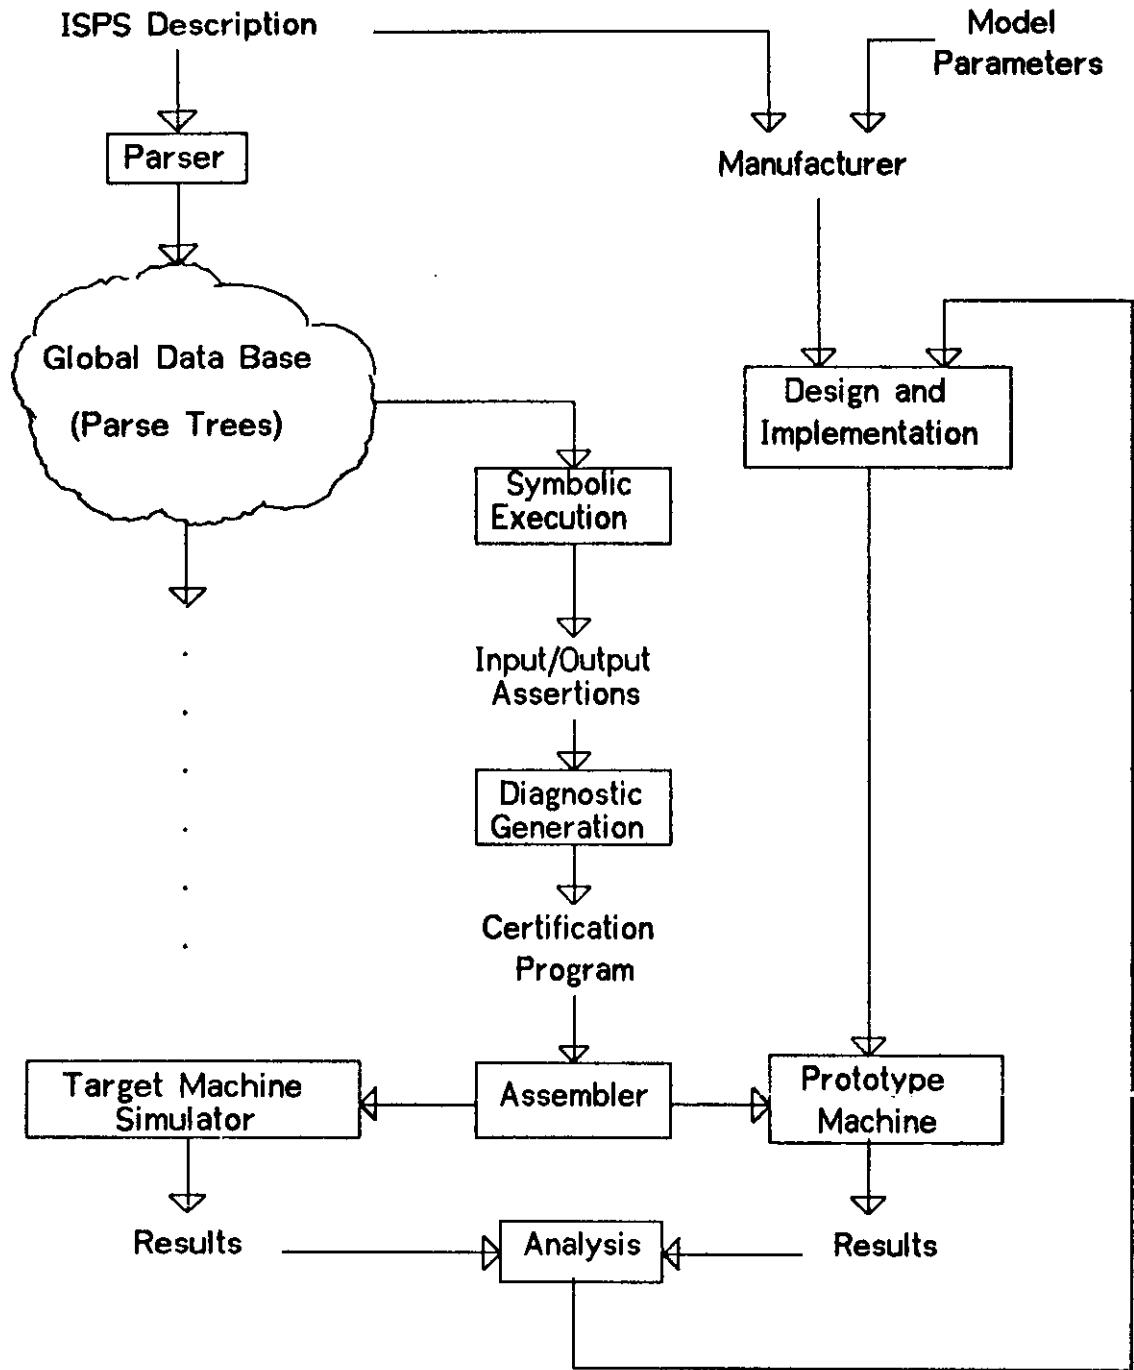 ISPS Description
Model
Parameters
Parser
Manufacturer
Global Data Base
(Parse Trees)
Design and
Implementation
Symbolic
Execution
Input/Output
Assertions
Diagnostic
Generation
Certification
Program
Target Machine
Simulator
Assembler
Prototype
Machine
Results
Analysis
Results